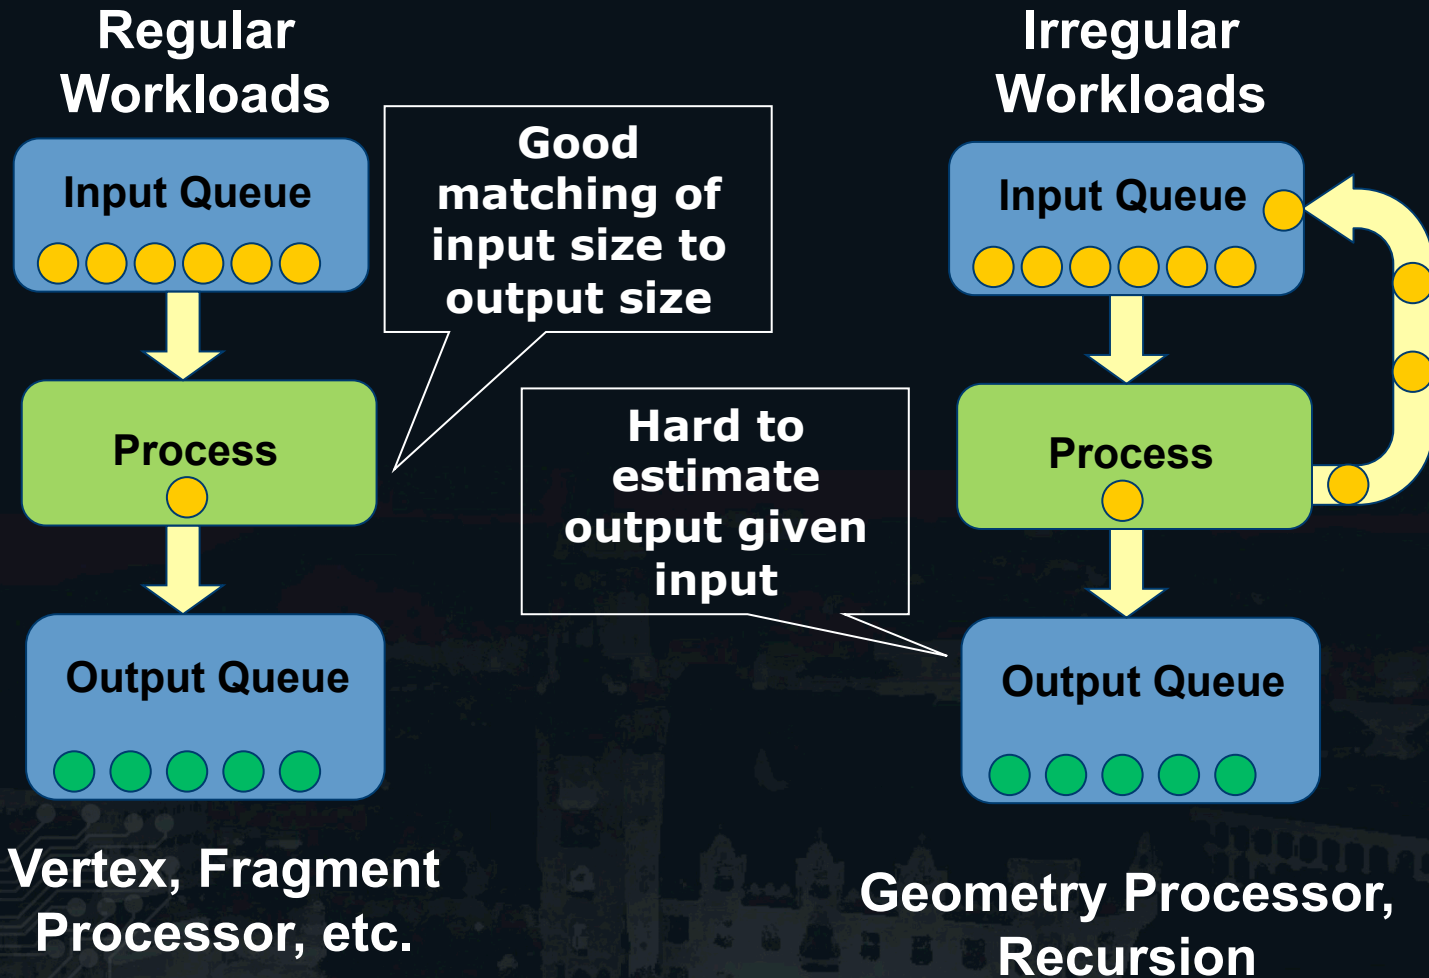 Regular
Workloads
Input Queue
Process
Output Queue
Vertex, Fragment
Processor, etc.
Good
matching of
input size to
output size
Hard to
estimate
output given
input
Irregular
Workloads
Input Queue
Process
Output Queue
Geometry Processor,
Recursion